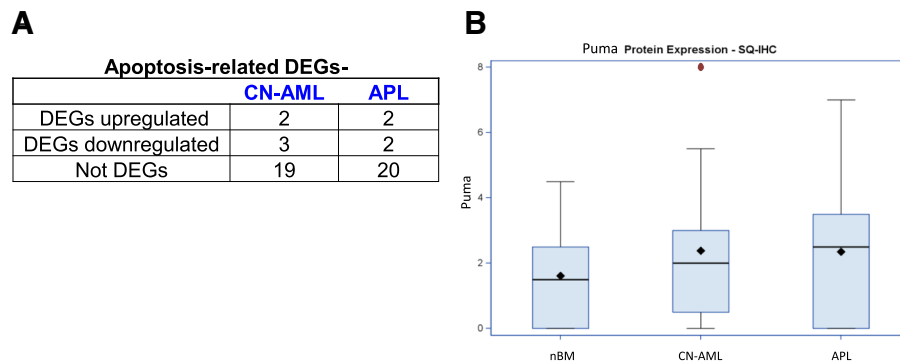 A
Apoptosis-related DEGs-
CN-AML APL
DEGs upregulated 2 2
DEGs downregulated 3 2
Not DEGs 19 20
B
Puma Protein Expression - SQ-IHC
8
6
4
2
0
Puma
nBM CN-AML APL